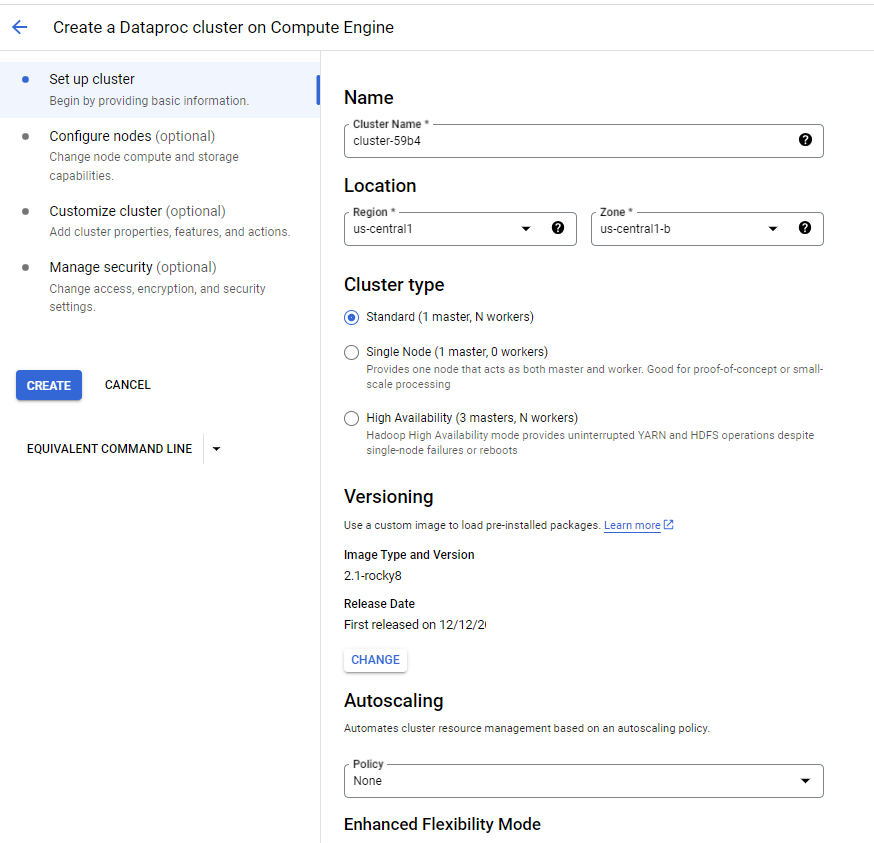 Create a Dataproc cluster on Compute Engine
Set up cluster
Begin by providing basic information.
Configure nodes (optional)
Change node compute and storage
capabilities.
Customize cluster (optional)
Add cluster properties, features, and actions.
Manage security (optional)
Change access, encryption, and security
settings.
CREATE
CANCEL
EQUIVALENT COMMAND LINE
Name
Cluster Name *
cluster-59b4
Location
Region *
us-central1
Zone *
us-central1-b
Cluster type
Standard (1 master, N workers)
Single Node (1 master, 0 workers)
Provides one node that acts as both master and worker. Good for proof-of-concept or small-
scale processing
High Availability (3 masters, N workers)
Hadoop High Availability mode provides uninterrupted YARN and HDFS operations despite
single-node failures or reboots
Versioning
Use a custom image to load pre-installed packages. Learn more
Image Type and Version
2.1-rocky8
Release Date
First released on 12/12/2
CHANGE
Autoscaling
Automates cluster resource management based on an autoscaling policy.
Policy
None
Enhanced Flexibility Mode